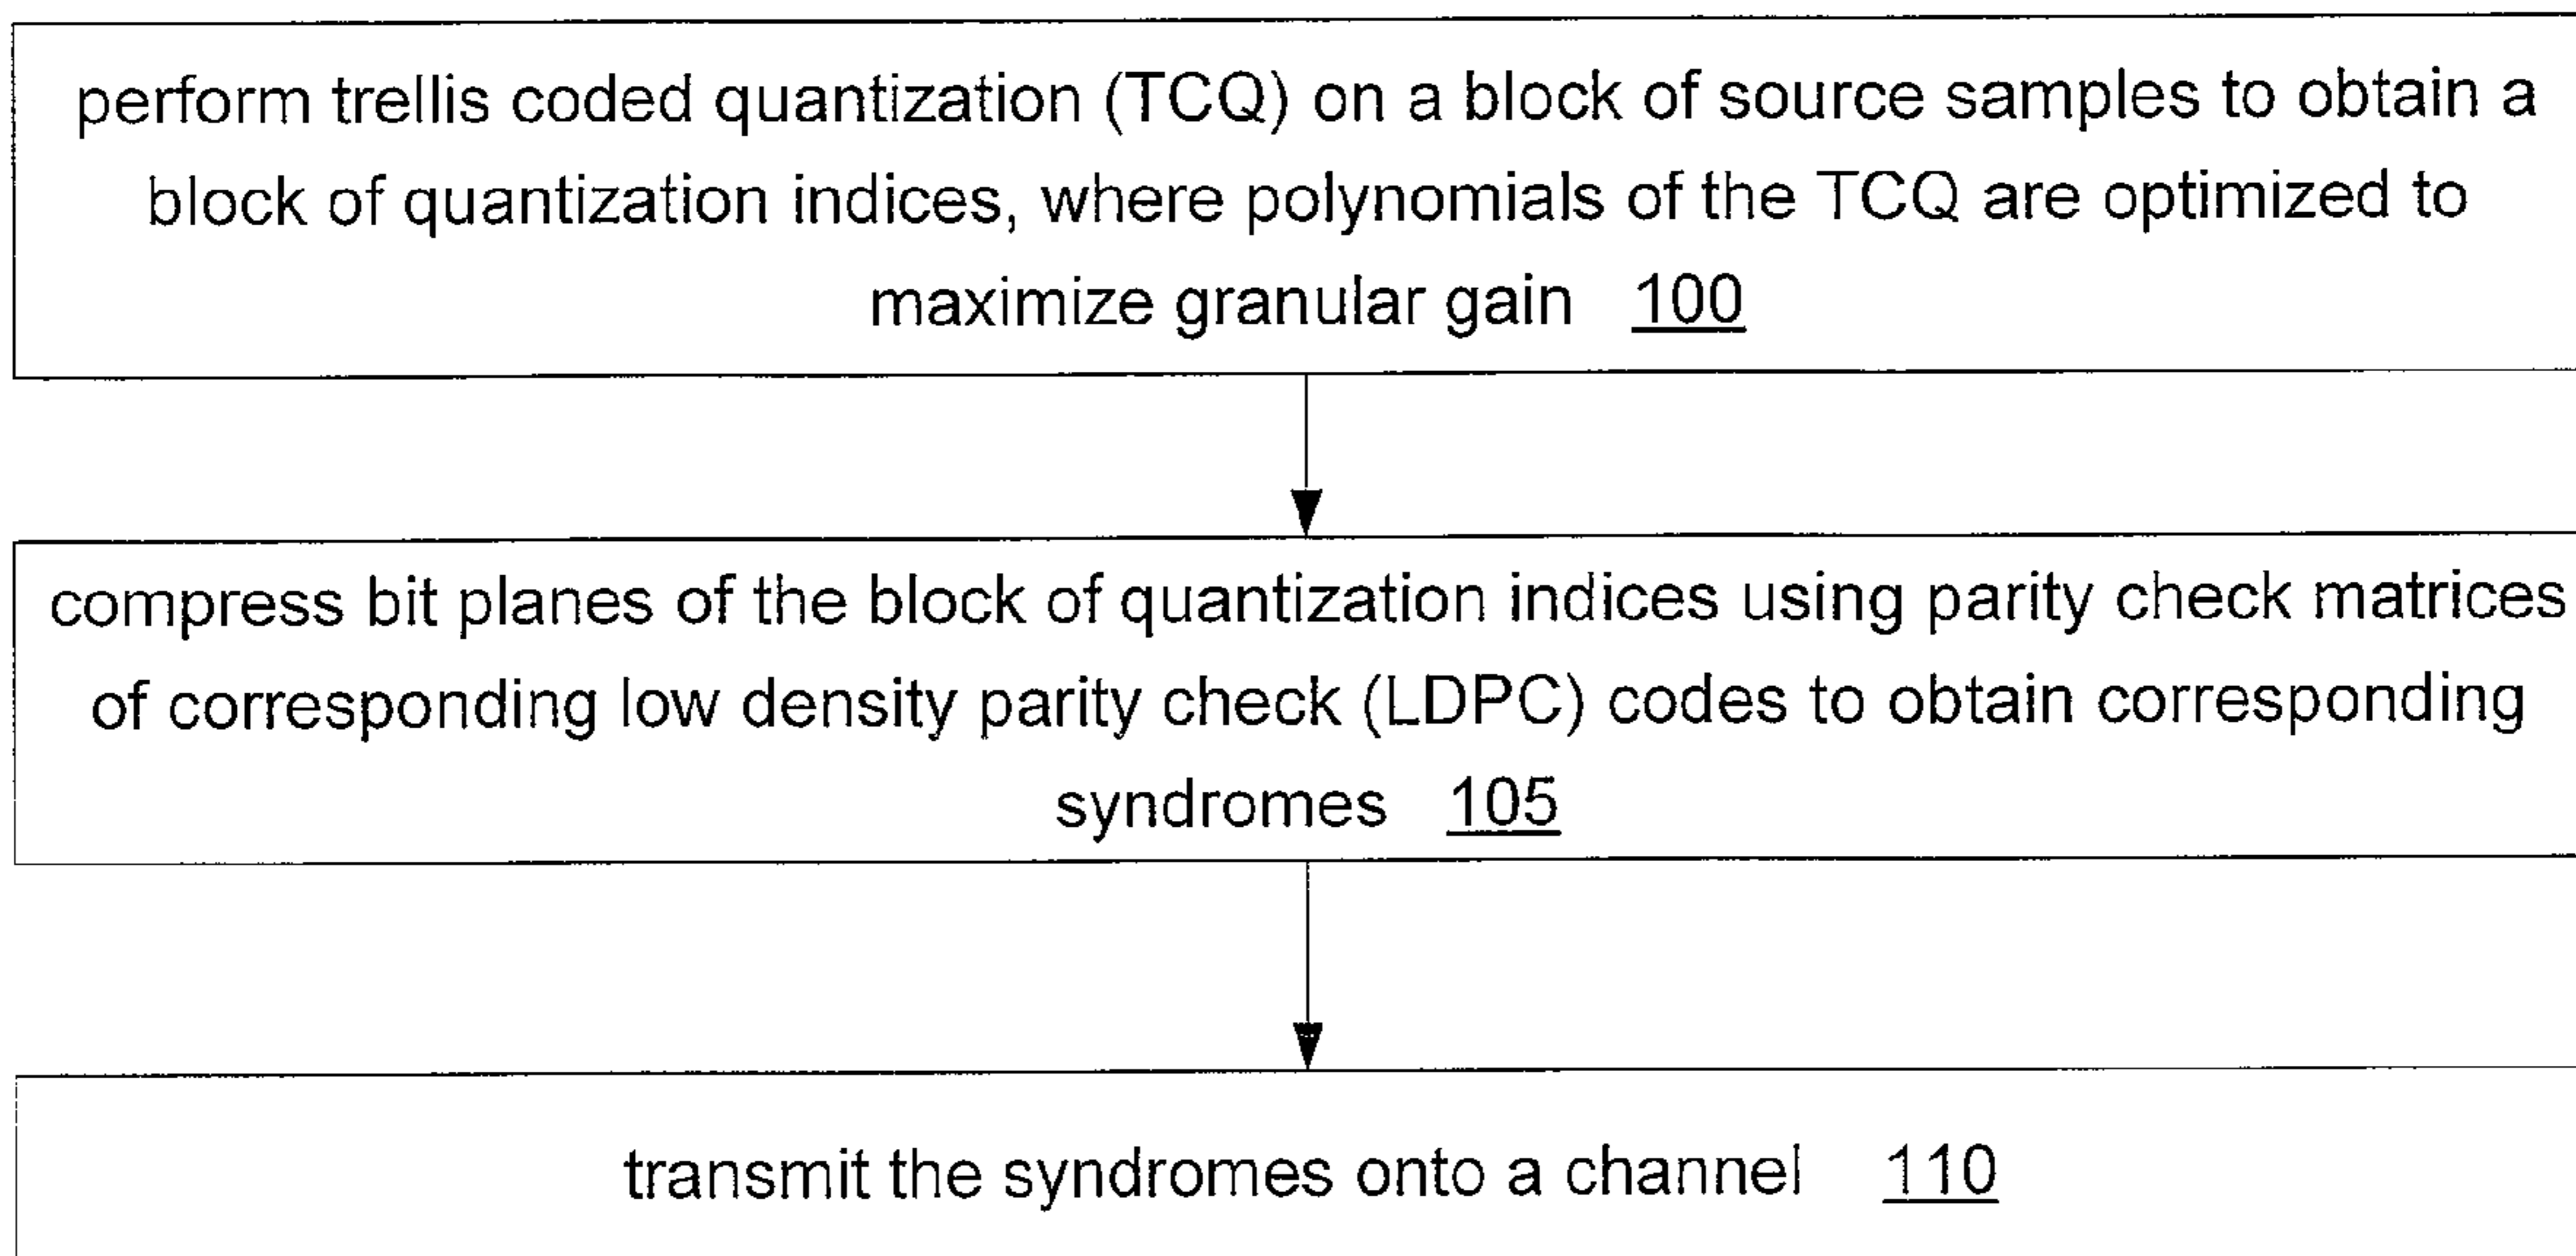 perform trellis coded quantization (TCQ) on a block of source samples to obtain a
block of quantization indices, where polynomials of the TCQ are optimized to
maximize granular gain 100
compress bit planes of the block of quantization indices using parity check matrices
of corresponding low density parity check (LDPC) codes to obtain corresponding
syndromes 105
transmit the syndromes onto a channel 110